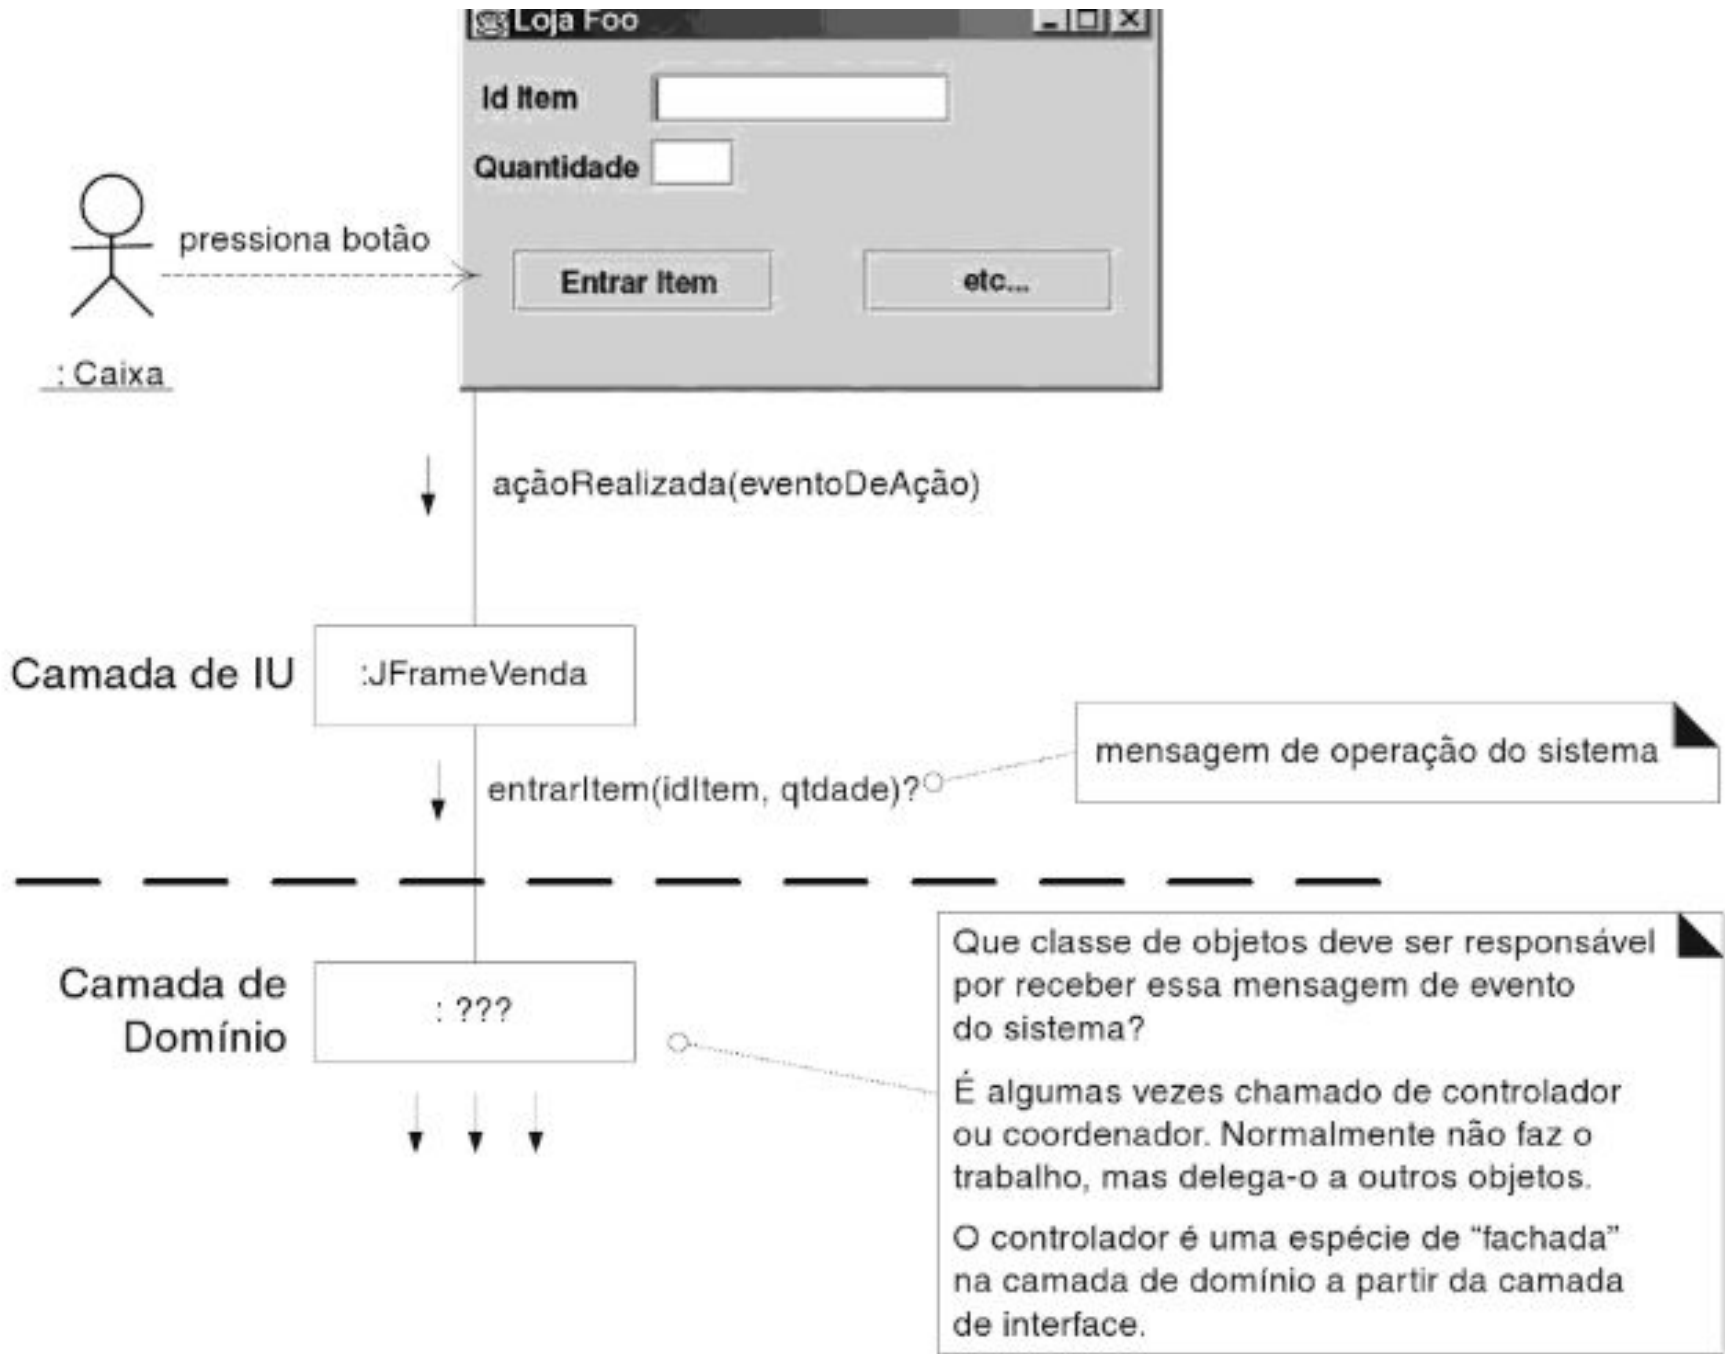 Loja Foo
Id Item
Quantidade
pressiona botão
Entrar Item
etc...
: Caixa
açãoRealizada(eventoDeAção)
Camada de IU
:JFrameVenda
mensagem de operação do sistema
entrarItem(idItem, qtdade)?
Camada de
Domínio
: ???
Que classe de objetos deve ser responsável
por receber essa mensagem de evento
do sistema?
É algumas vezes chamado de controlador
ou coordenador. Normalmente não faz o
trabalho, mas delega-o a outros objetos.
O controlador é uma espécie de “fachada”
na camada de domínio a partir da camada
de interface.